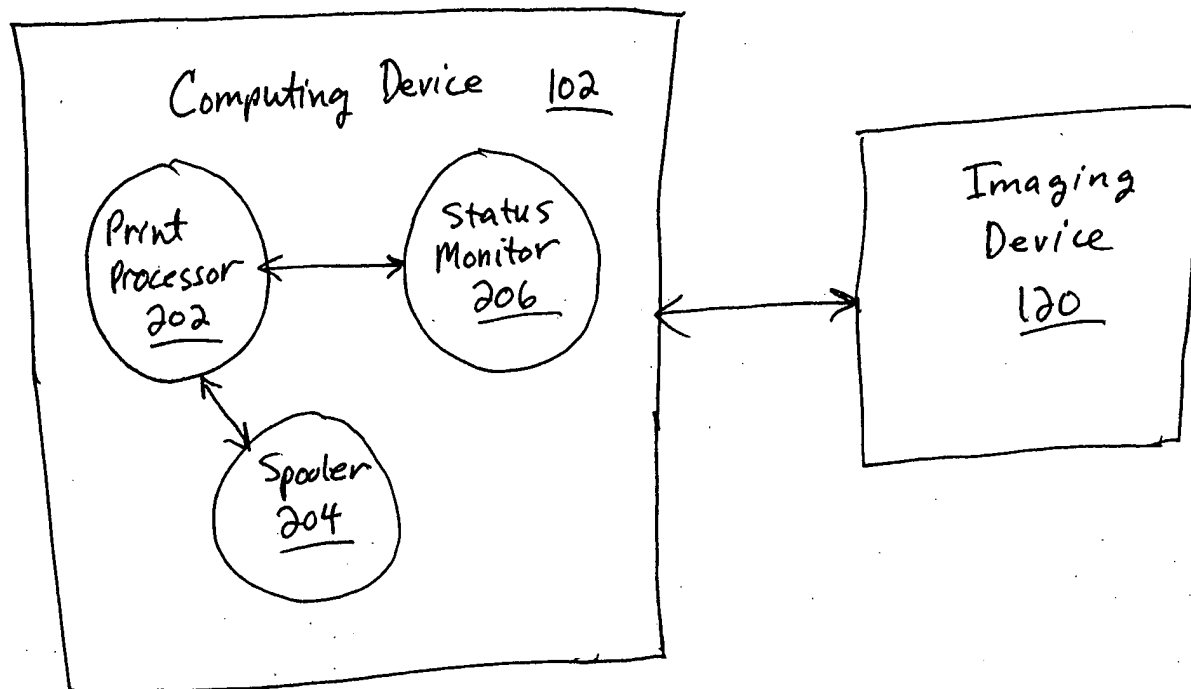 Computing Device 102
Print
Processor
202
Status
Monitor
206
Spooler
204
Imaging
Device
120